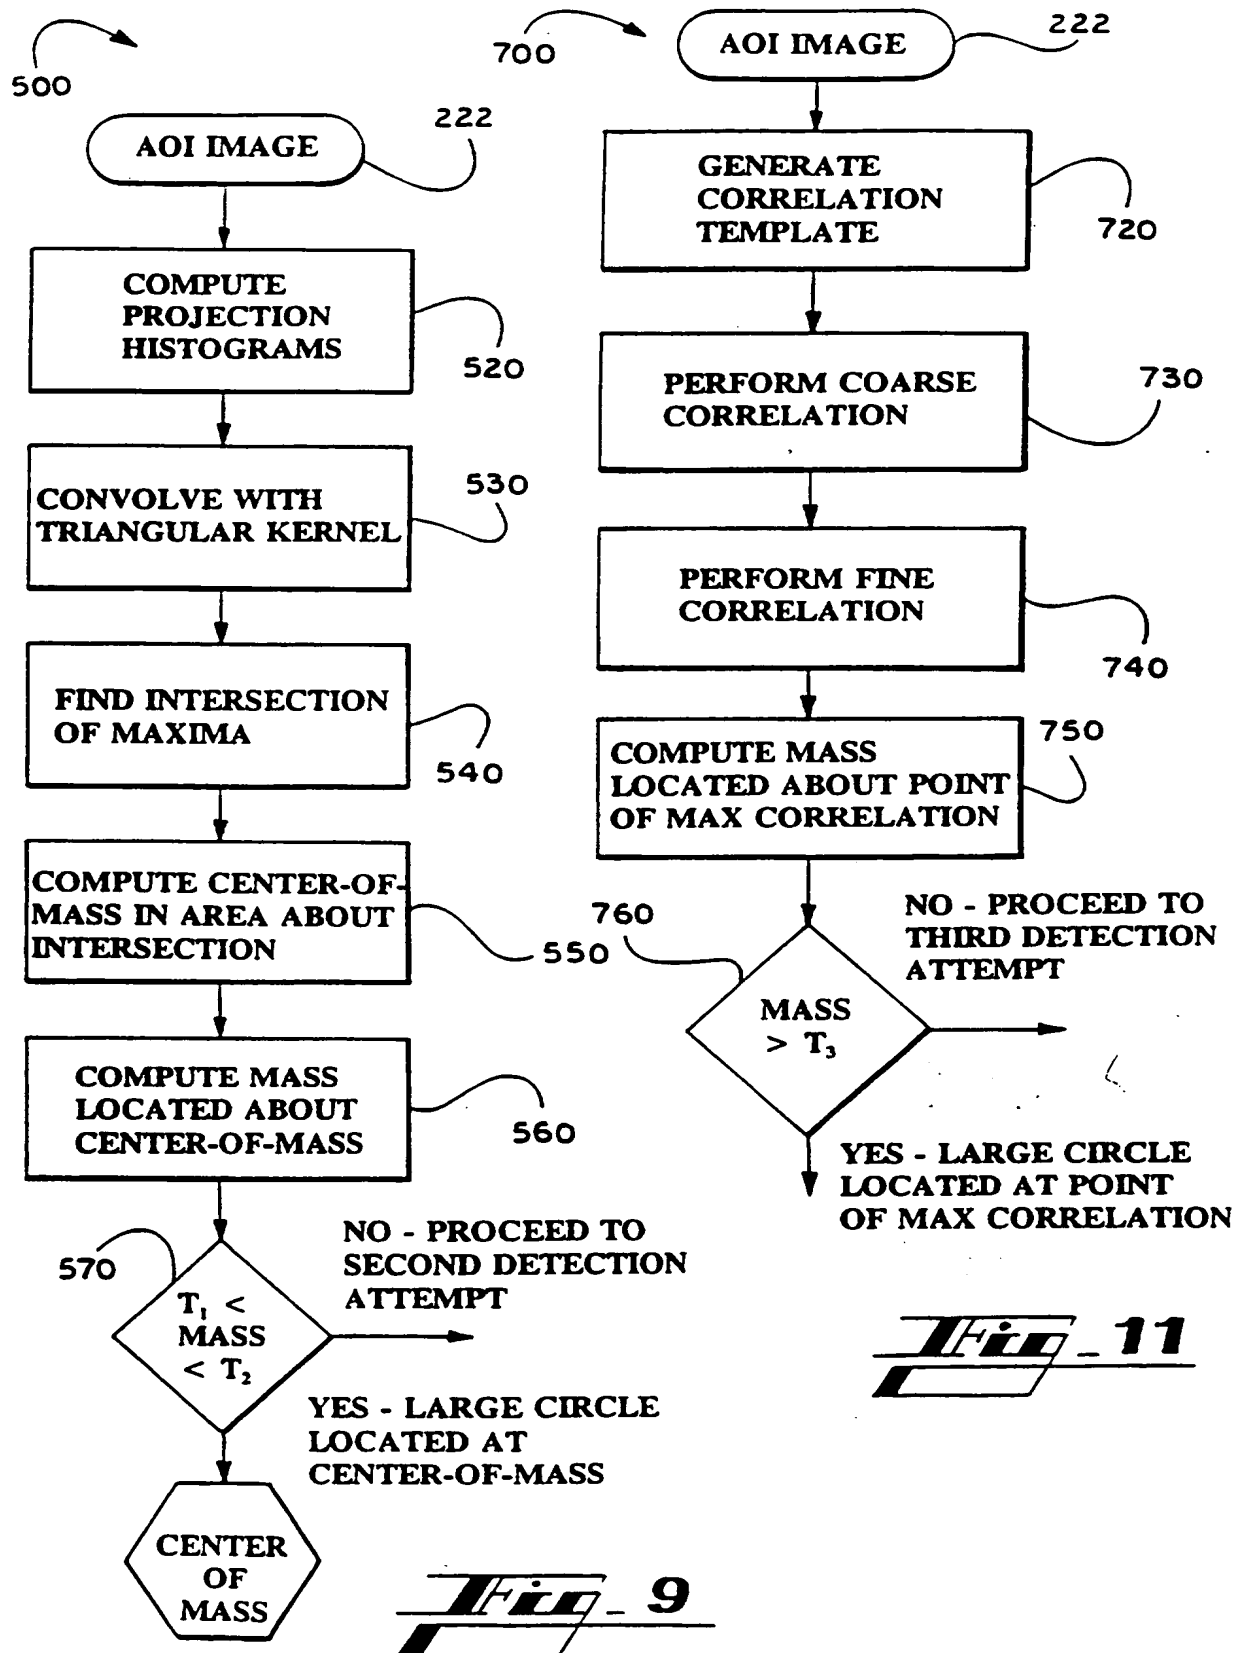 500
AOI IMAGE
222
COMPUTE
PROJECTION
HISTOGRAMS
520
CONVOLVE WITH
TRIANGULAR KERNEL
530
FIND INTERSECTION
OF MAXIMA
540
COMPUTE CENTER-OF-
MASS IN AREA ABOUT
INTERSECTION
550
COMPUTE MASS
LOCATED ABOUT
CENTER-OF-MASS
560
570
T₁ <
MASS
< T₂
NO - PROCEED TO
SECOND DETECTION
ATTEMPT
YES - LARGE CIRCLE
LOCATED AT
CENTER-OF-MASS
CENTER
OF
MASS
Fig_9
700
AOI IMAGE
222
GENERATE
CORRELATION
TEMPLATE
720
PERFORM COARSE
CORRELATION
730
PERFORM FINE
CORRELATION
740
COMPUTE MASS
LOCATED ABOUT POINT
OF MAX CORRELATION
750
760
MASS
> T₃
NO - PROCEED TO
THIRD DETECTION
ATTEMPT
YES - LARGE CIRCLE
LOCATED AT POINT
OF MAX CORRELATION
Fig_11